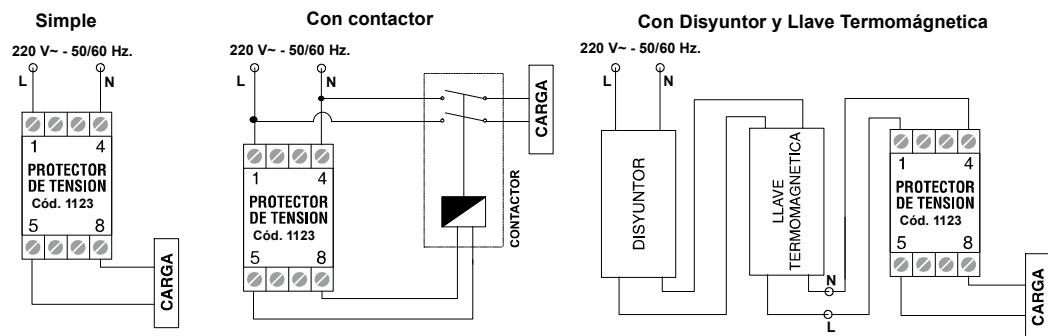 Simple
220 V~ - 50/60 Hz.
L
N
1
4
PROTECTOR
DE TENSION
Cód. 1123
5
8
CARGA
Con contactor
220 V~ - 50/60 Hz.
L
N
1
4
PROTECTOR
DE TENSION
Cód. 1123
5
8
CONTACTOR
CARGA
Con Disyuntor y Llave Termomágnetica
220 V~ - 50/60 Hz.
L
N
DISYUNTOR
LLAVE
TERMOMAGNETICA
N
L
1
4
PROTECTOR
DE TENSION
Cód. 1123
5
8
CARGA